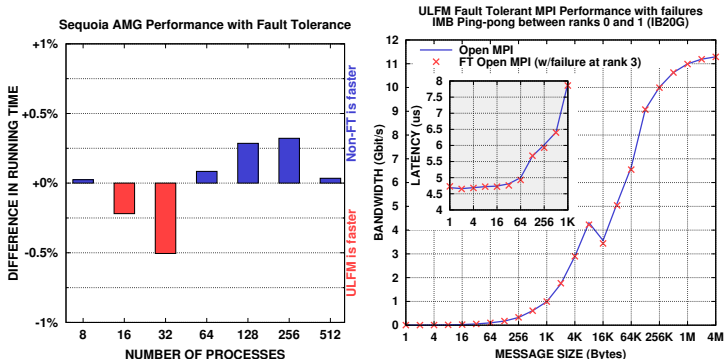 Sequoia AMG Performance with Fault Tolerance
+1%
+0.5%
+0%
-0.5%
-1%
DIFFERENCE IN RUNNING TIME
Non-FT is faster
ULFM is faster
8 16 32 64 128 256 512
NUMBER OF PROCESSES
ULFM Fault Tolerant MPI Performance with failures
IMB Ping-pong between ranks 0 and 1 (IB20G)
12
11
10
9
8
7
6
5
4
3
2
1
0
BANDWIDTH (Gbit/s)
Open MPI
FT Open MPI (w/failure at rank 3)
8
7.5
7
6.5
6
5.5
5
4.5
4
LATENCY (us)
1 4 16 64 256 1K
1 4 16 64 256 1K 4K 16K 64K 256K 1M 4M
MESSAGE SIZE (Bytes)